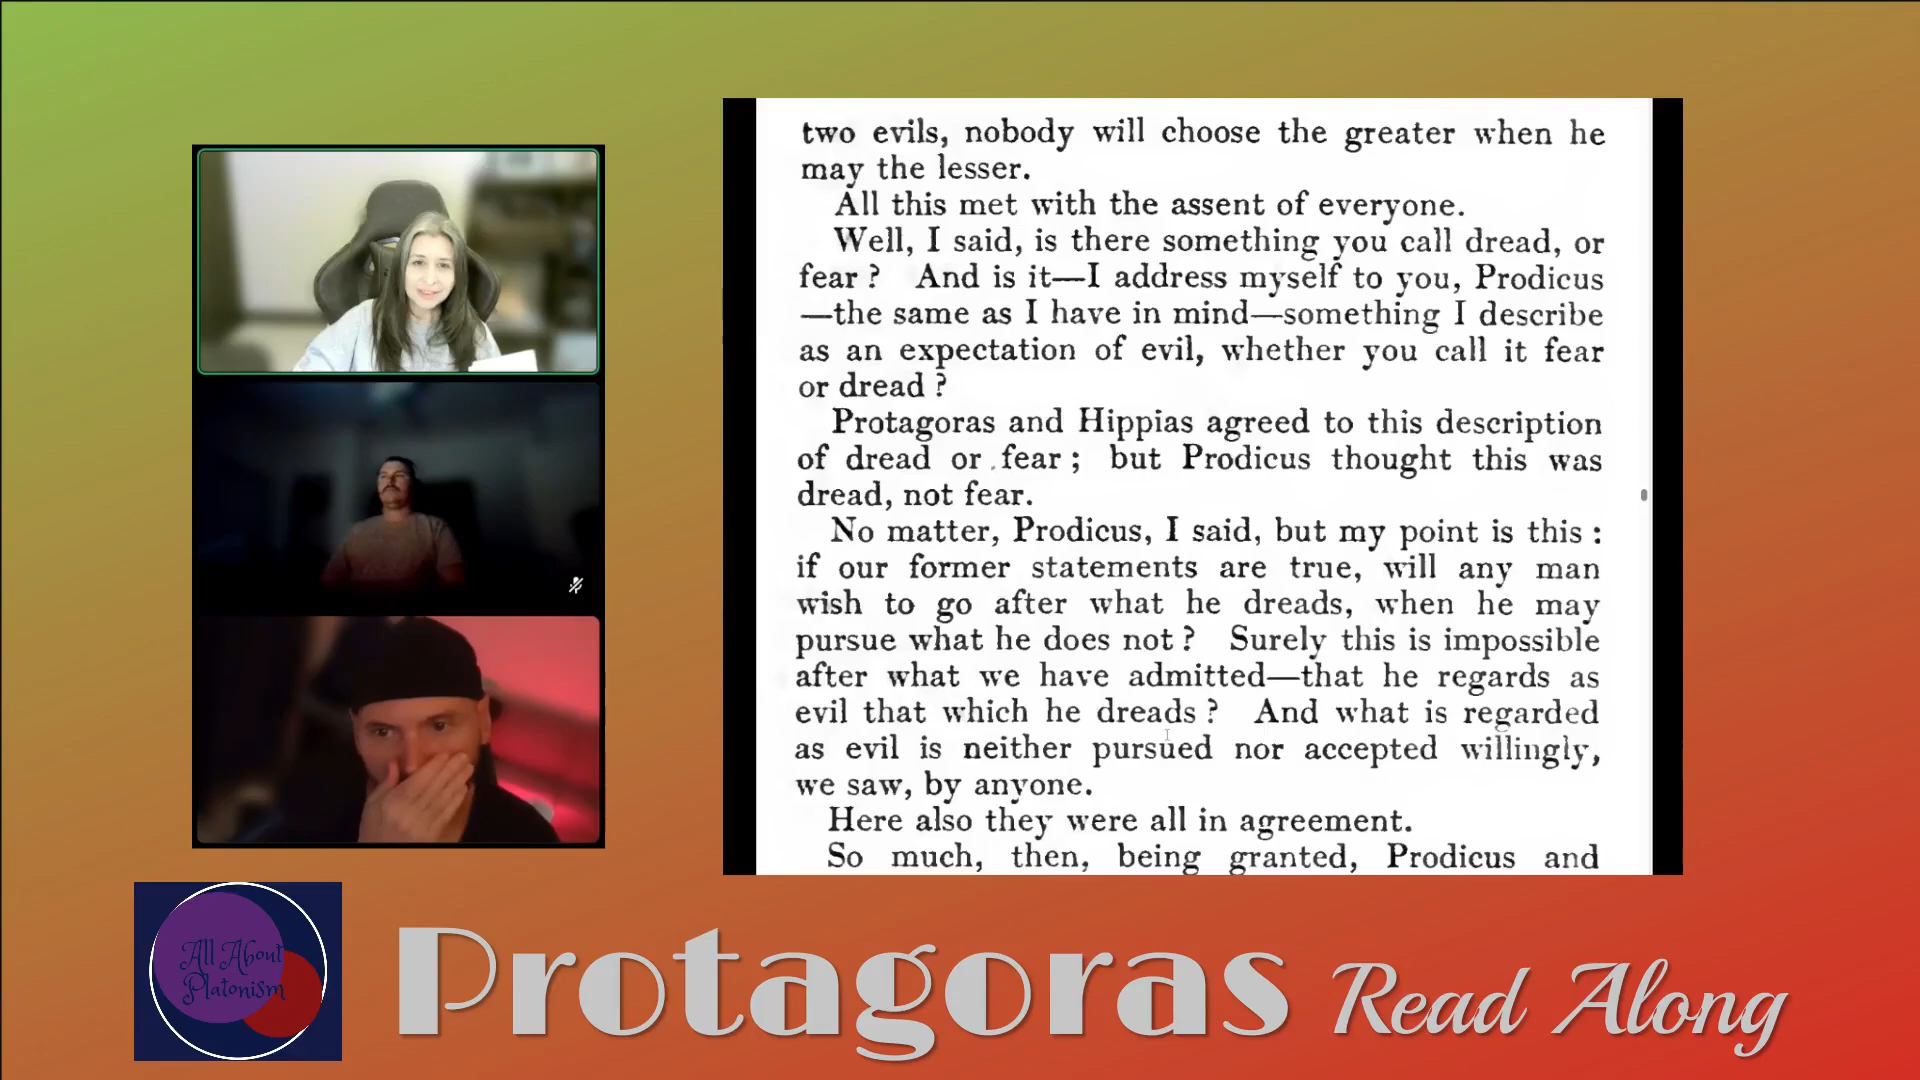 two evils, nobody will choose the greater when he
may the lesser.
All this met with the assent of everyone.
Well, I said, is there something you call dread, or
fear ? And is it—I address myself to you, Prodicus
—the same as I have in mind—something I describe
as an expectation of evil, whether you call it fear
or dread ?
Protagoras and Hippias agreed to this description
of dread or fear ; but Prodicus thought this was
dread, not fear.
No matter, Prodicus, I said, but my point is this :
if our former statements are true, will any man
wish to go after what he dreads, when he may
pursue what he does not ? Surely this is impossible
after what we have admitted—that he regards as
evil that which he dreads ? And what is regarded
as evil is neither pursued nor accepted willingly,
we saw, by anyone.
Here also they were all in agreement.
So much, then, being granted, Prodicus and
All About
Platonism
Protagoras Read Along